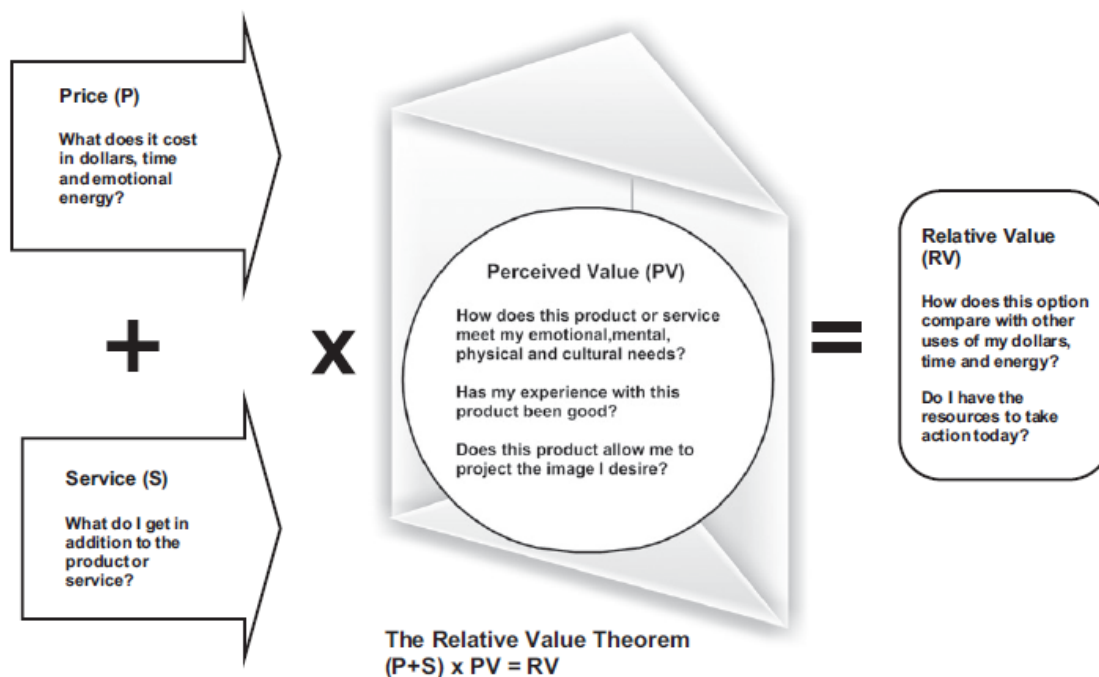 Price (P)
What does it cost
in dollars, time
and emotional
energy?
+
Service (S)
What do I get in
addition to the
product or
service?
x
Perceived Value (PV)
How does this product or service
meet my emotional,mental,
physical and cultural needs?
Has my experience with this
product been good?
Does this product allow me to
project the image I desire?
=
Relative Value
(RV)
How does this option
compare with other
uses of my dollars,
time and energy?
Do I have the
resources to take
action today?
The Relative Value Theorem
(P+S) x PV = RV